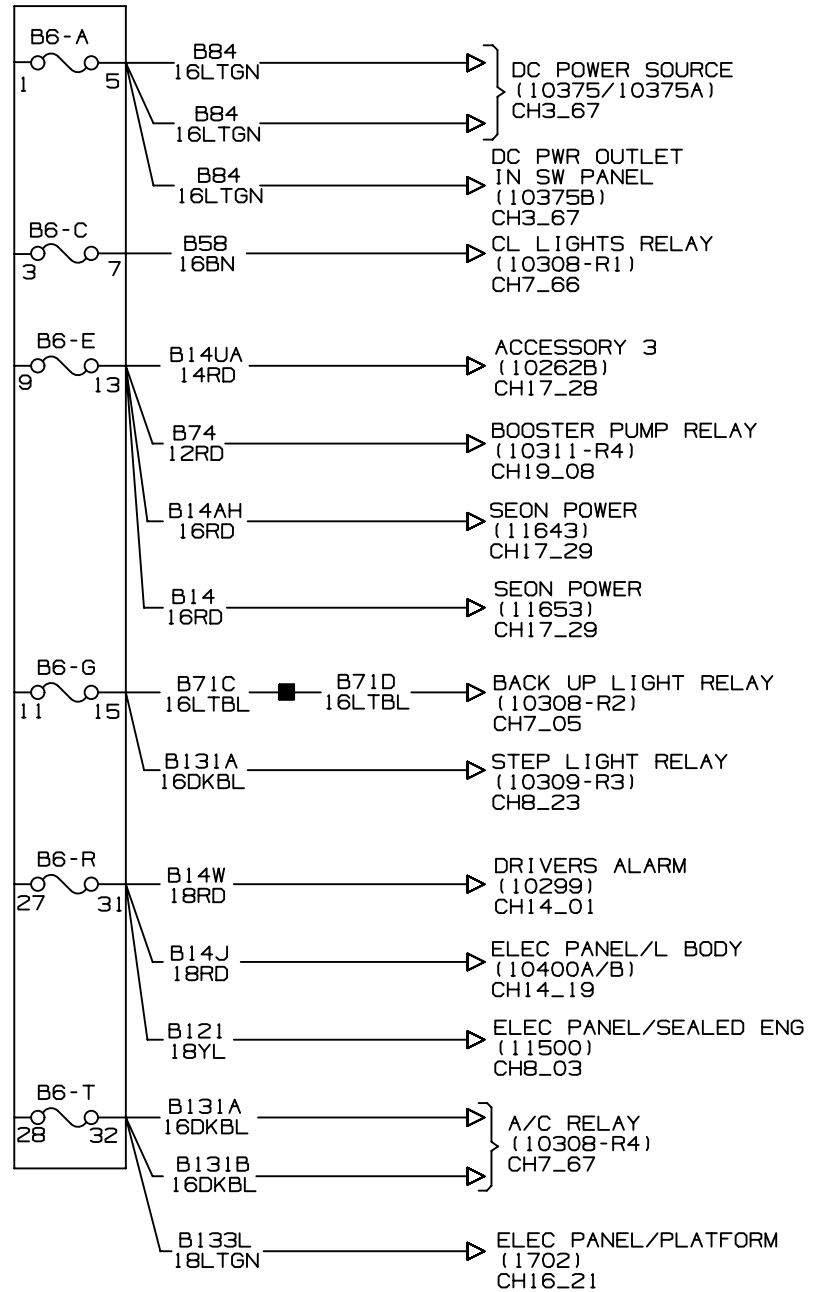 B6-A
1
5
B84
16LTGN
B84
16LTGN
B84
16LTGN
DC POWER SOURCE
(10375/10375A)
CH3_67
DC PWR OUTLET
IN SW PANEL
(10375B)
CH3_67
B6-C
3
7
B58
16BN
CL LIGHTS RELAY
(10308-R1)
CH7_66
B6-E
9
13
B14UA
14RD
ACCESSORY 3
(10262B)
CH17_28
B74
12RD
BOOSTER PUMP RELAY
(10311-R4)
CH19_08
B14AH
16RD
SEON POWER
(11643)
CH17_29
B14
16RD
SEON POWER
(11653)
CH17_29
B6-G
11
15
B71C
16LTBL
B71D
16LTBL
BACK UP LIGHT RELAY
(10308-R2)
CH7_05
B131A
16DKBL
STEP LIGHT RELAY
(10309-R3)
CH8_23
B6-R
27
31
B14W
18RD
DRIVERS ALARM
(10299)
CH14_01
B14J
18RD
ELEC PANEL/L BODY
(10400A/B)
CH14_19
B121
18YL
ELEC PANEL/SEALED ENG
(11500)
CH8_03
B6-T
28
32
B131A
16DKBL
B131B
16DKBL
A/C RELAY
(10308-R4)
CH7_67
B133L
18LTGN
ELEC PANEL/PLATFORM
(1702)
CH16_21